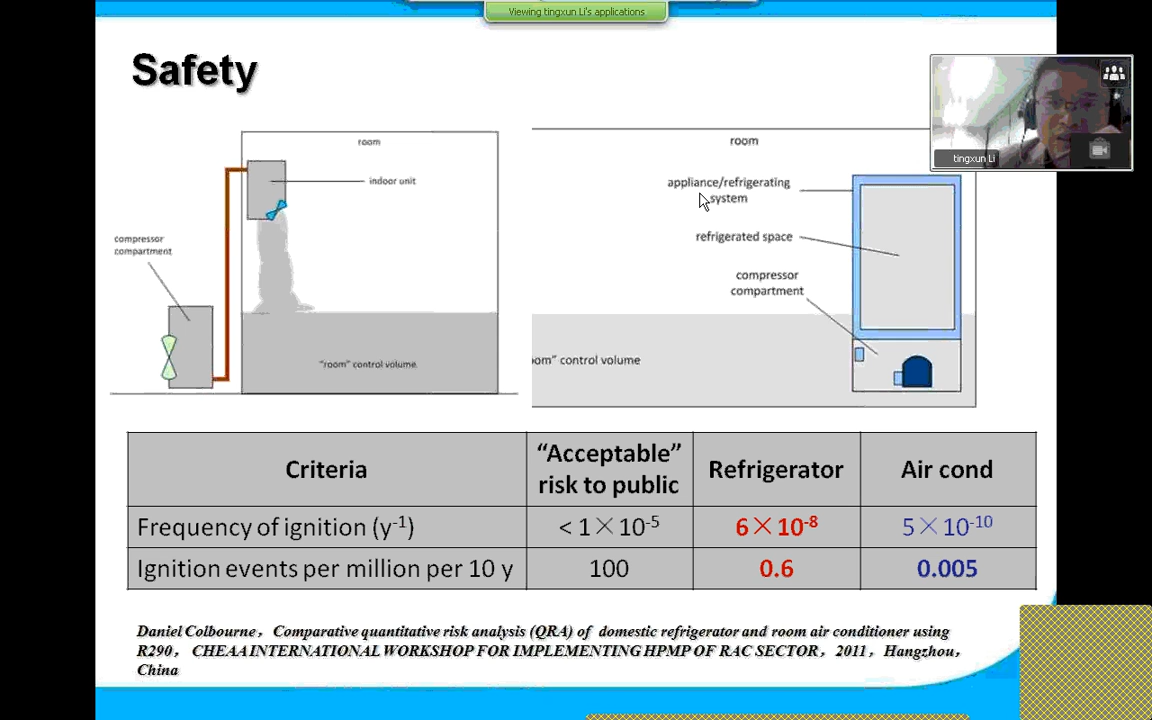 Viewing tingxun Li's applications
Safety
tingxun Li
room
indoor unit
compressor
compartment
"room" control volume
room
appliance/refrigerating
system
refrigerated space
compressor
compartment
oom" control volume
Criteria
“Acceptable”
risk to public
Refrigerator
Air cond
Frequency of ignition (y⁻¹)
< 1×10⁻⁵
6×10⁻⁸
5×10⁻¹⁰
Ignition events per million per 10 y
100
0.6
0.005
Daniel Colbourne，Comparative quantitative risk analysis (QRA) of domestic refrigerator and room air conditioner using
R290， CHEAA INTERNATIONAL WORKSHOP FOR IMPLEMENTING HPMP OF RAC SECTOR，2011，Hangzhou，
China